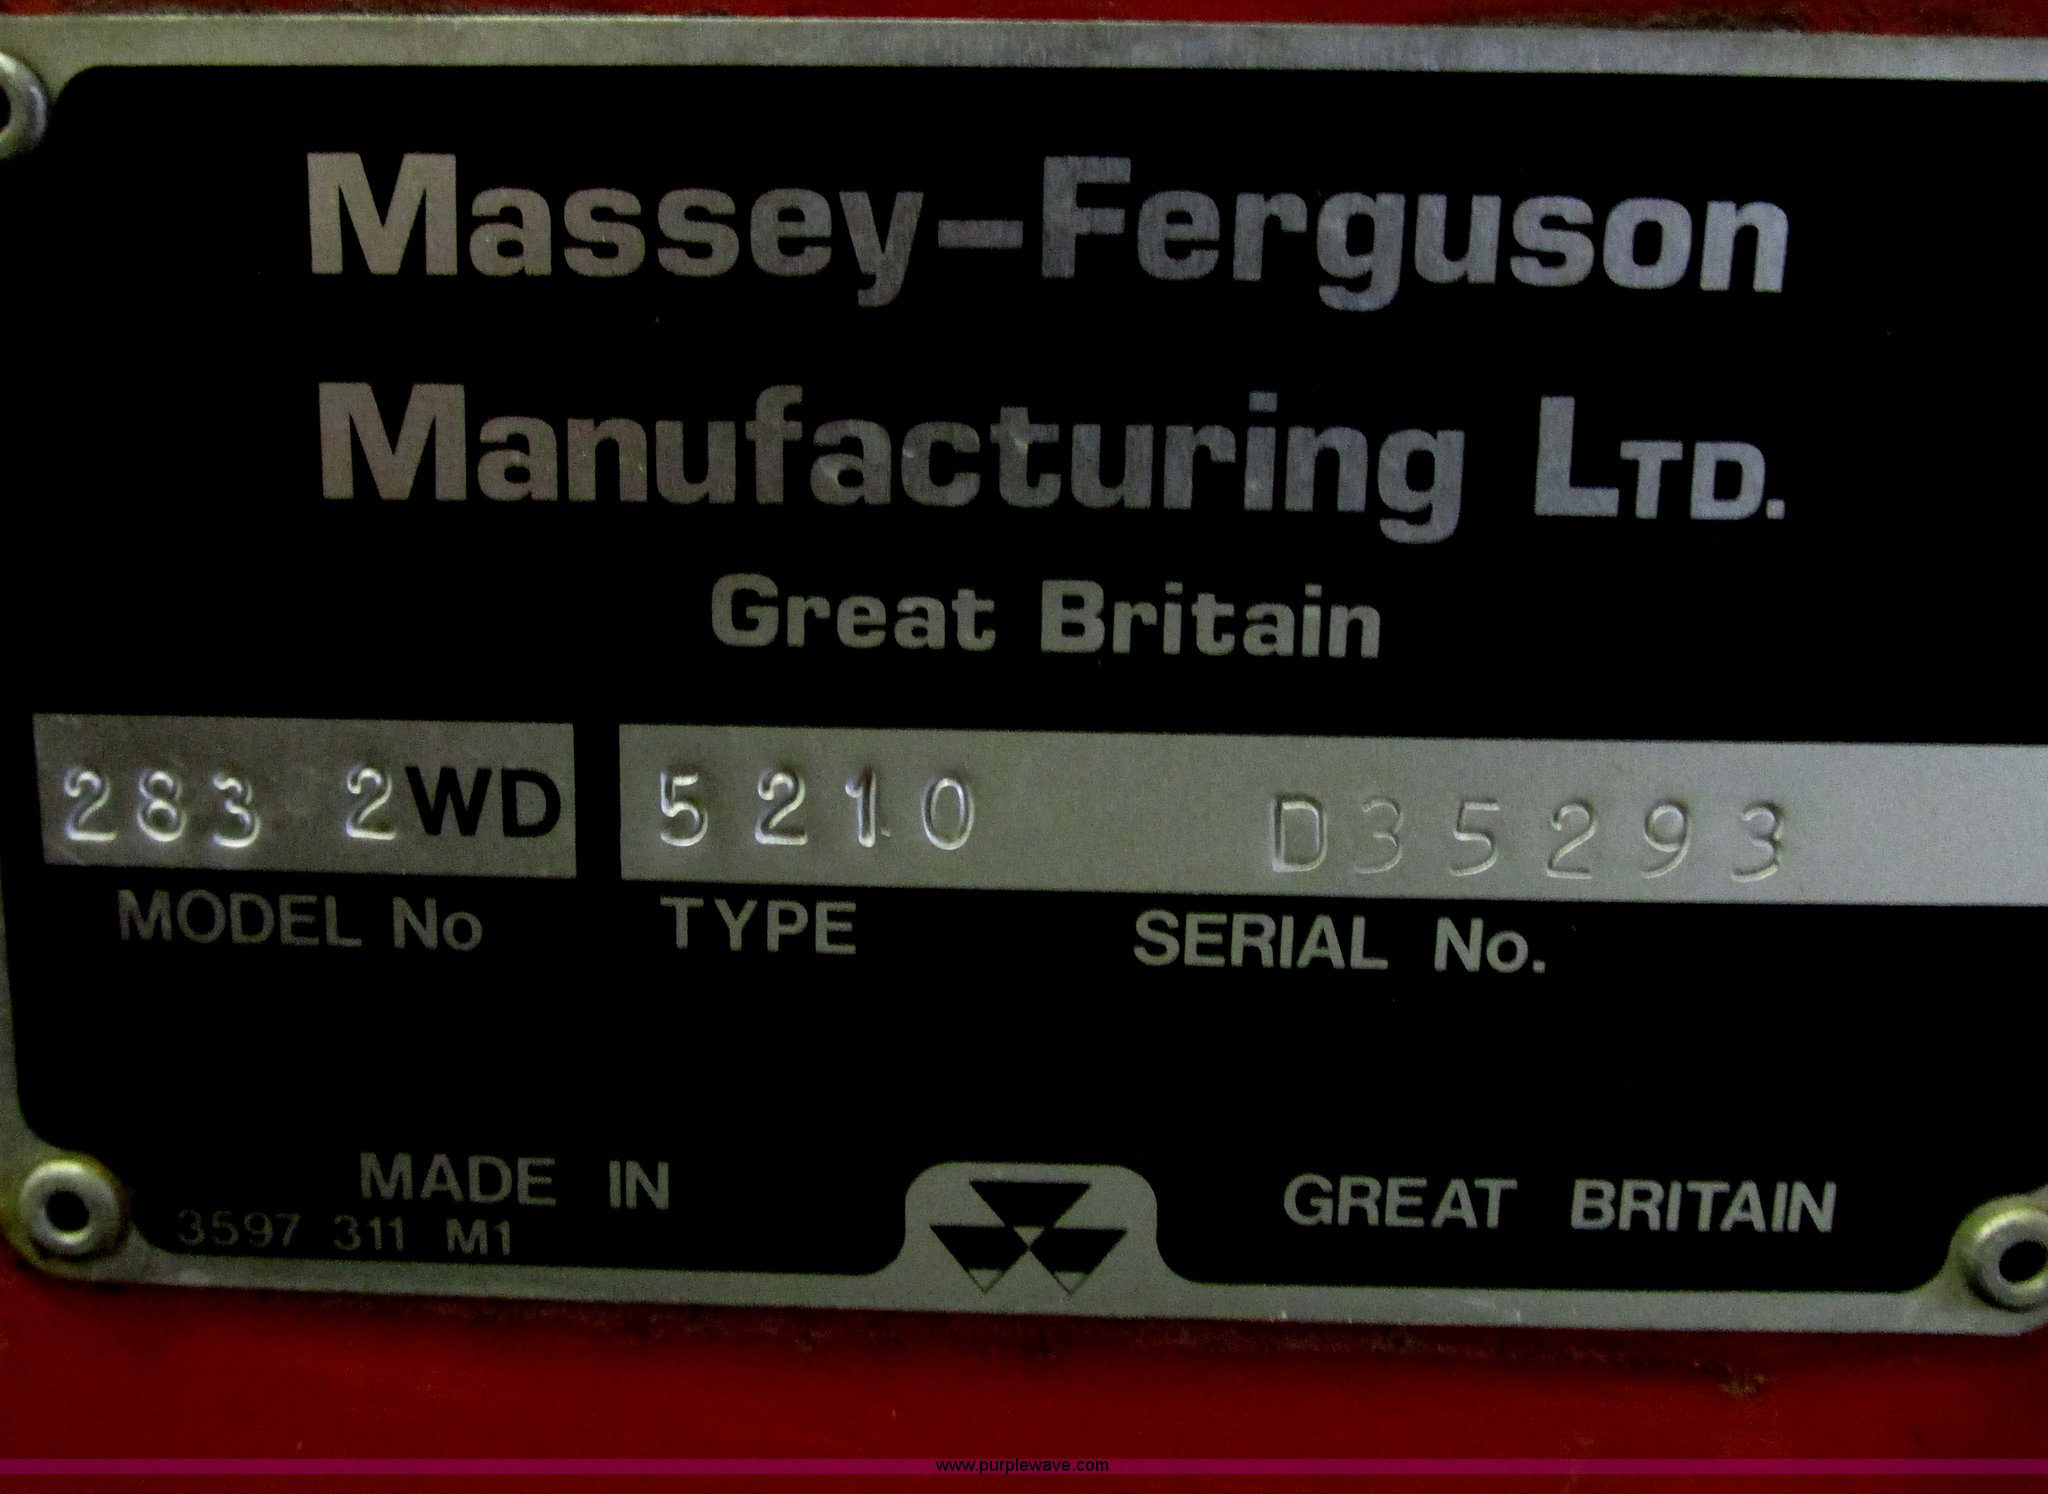 Massey-Ferguson
Manufacturing LTD.
Great Britain
283 2WD 5210 D35293
MODEL No TYPE SERIAL No.
MADE IN GREAT BRITAIN
3597 311 M1
www.purplewave.com